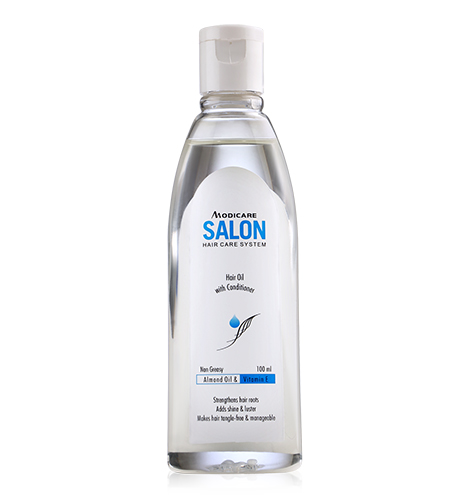 MODICARE
SALON
HAIR CARE SYSTEM
Hair Oil
with Conditioner
Non Greasy 100 ml
Almond Oil & Vitamin E
Strengthens hair roots
Adds shine & luster
Makes hair tangle-free & manageable